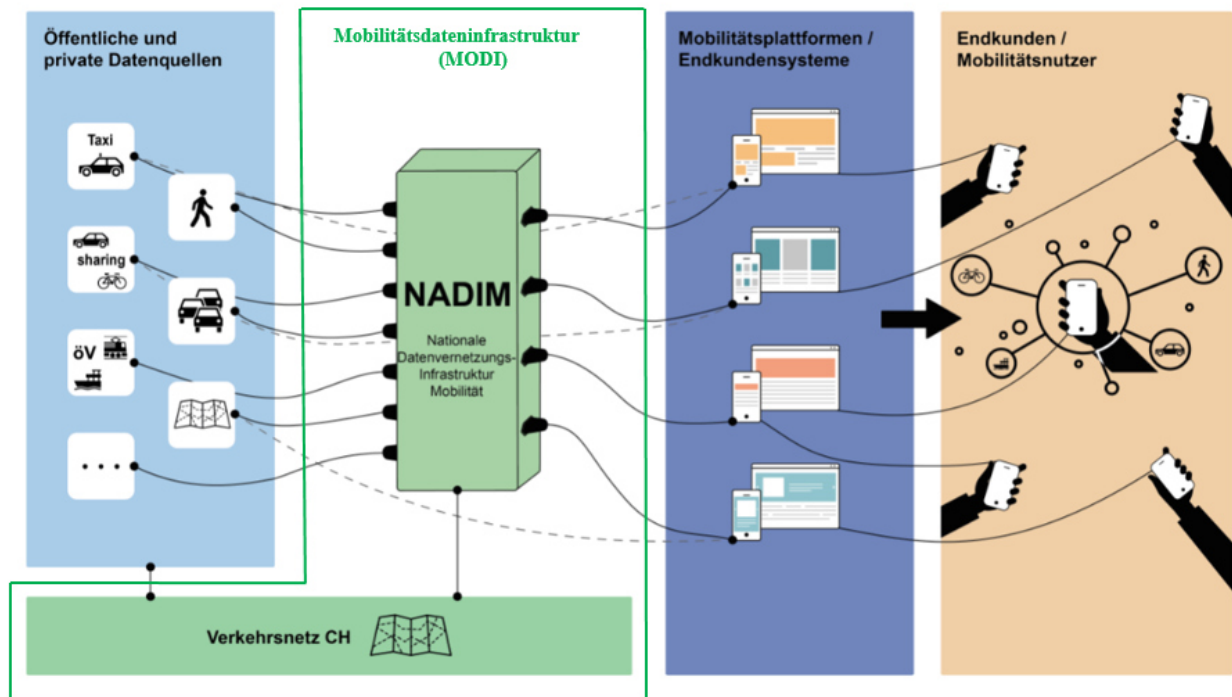 Öffentliche und
private Datenquellen
Mobilitätsdateninfrastruktur
(MODI)
Mobilitätsplattformen /
Endkundensysteme
Endkunden /
Mobilitätsnutzer
Taxi
sharing
öV
...
NADIM
Nationale
Datenvernetzungs-
Infrastruktur
Mobilität
Verkehrsnetz CH